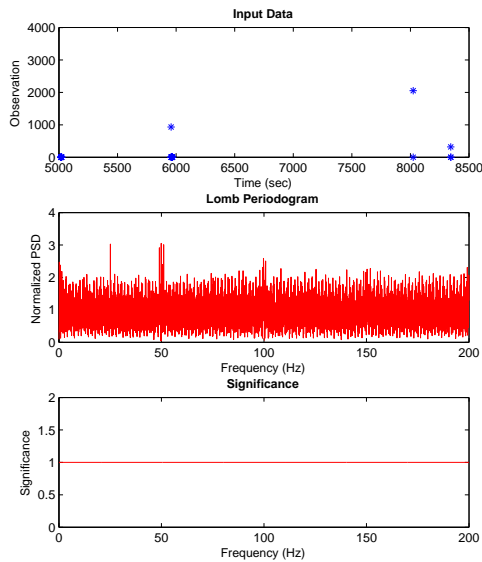 Input Data
4000
3000
2000
1000
0
Observation
5000 5500 6000 6500 7000 7500 8000 8500
Time (sec)
Lomb Periodogram
4
3
2
1
0
Normalized PSD
0 50 100 150 200
Frequency (Hz)
Significance
2
1.5
1
0.5
0
Significance
0 50 100 150 200
Frequency (Hz)